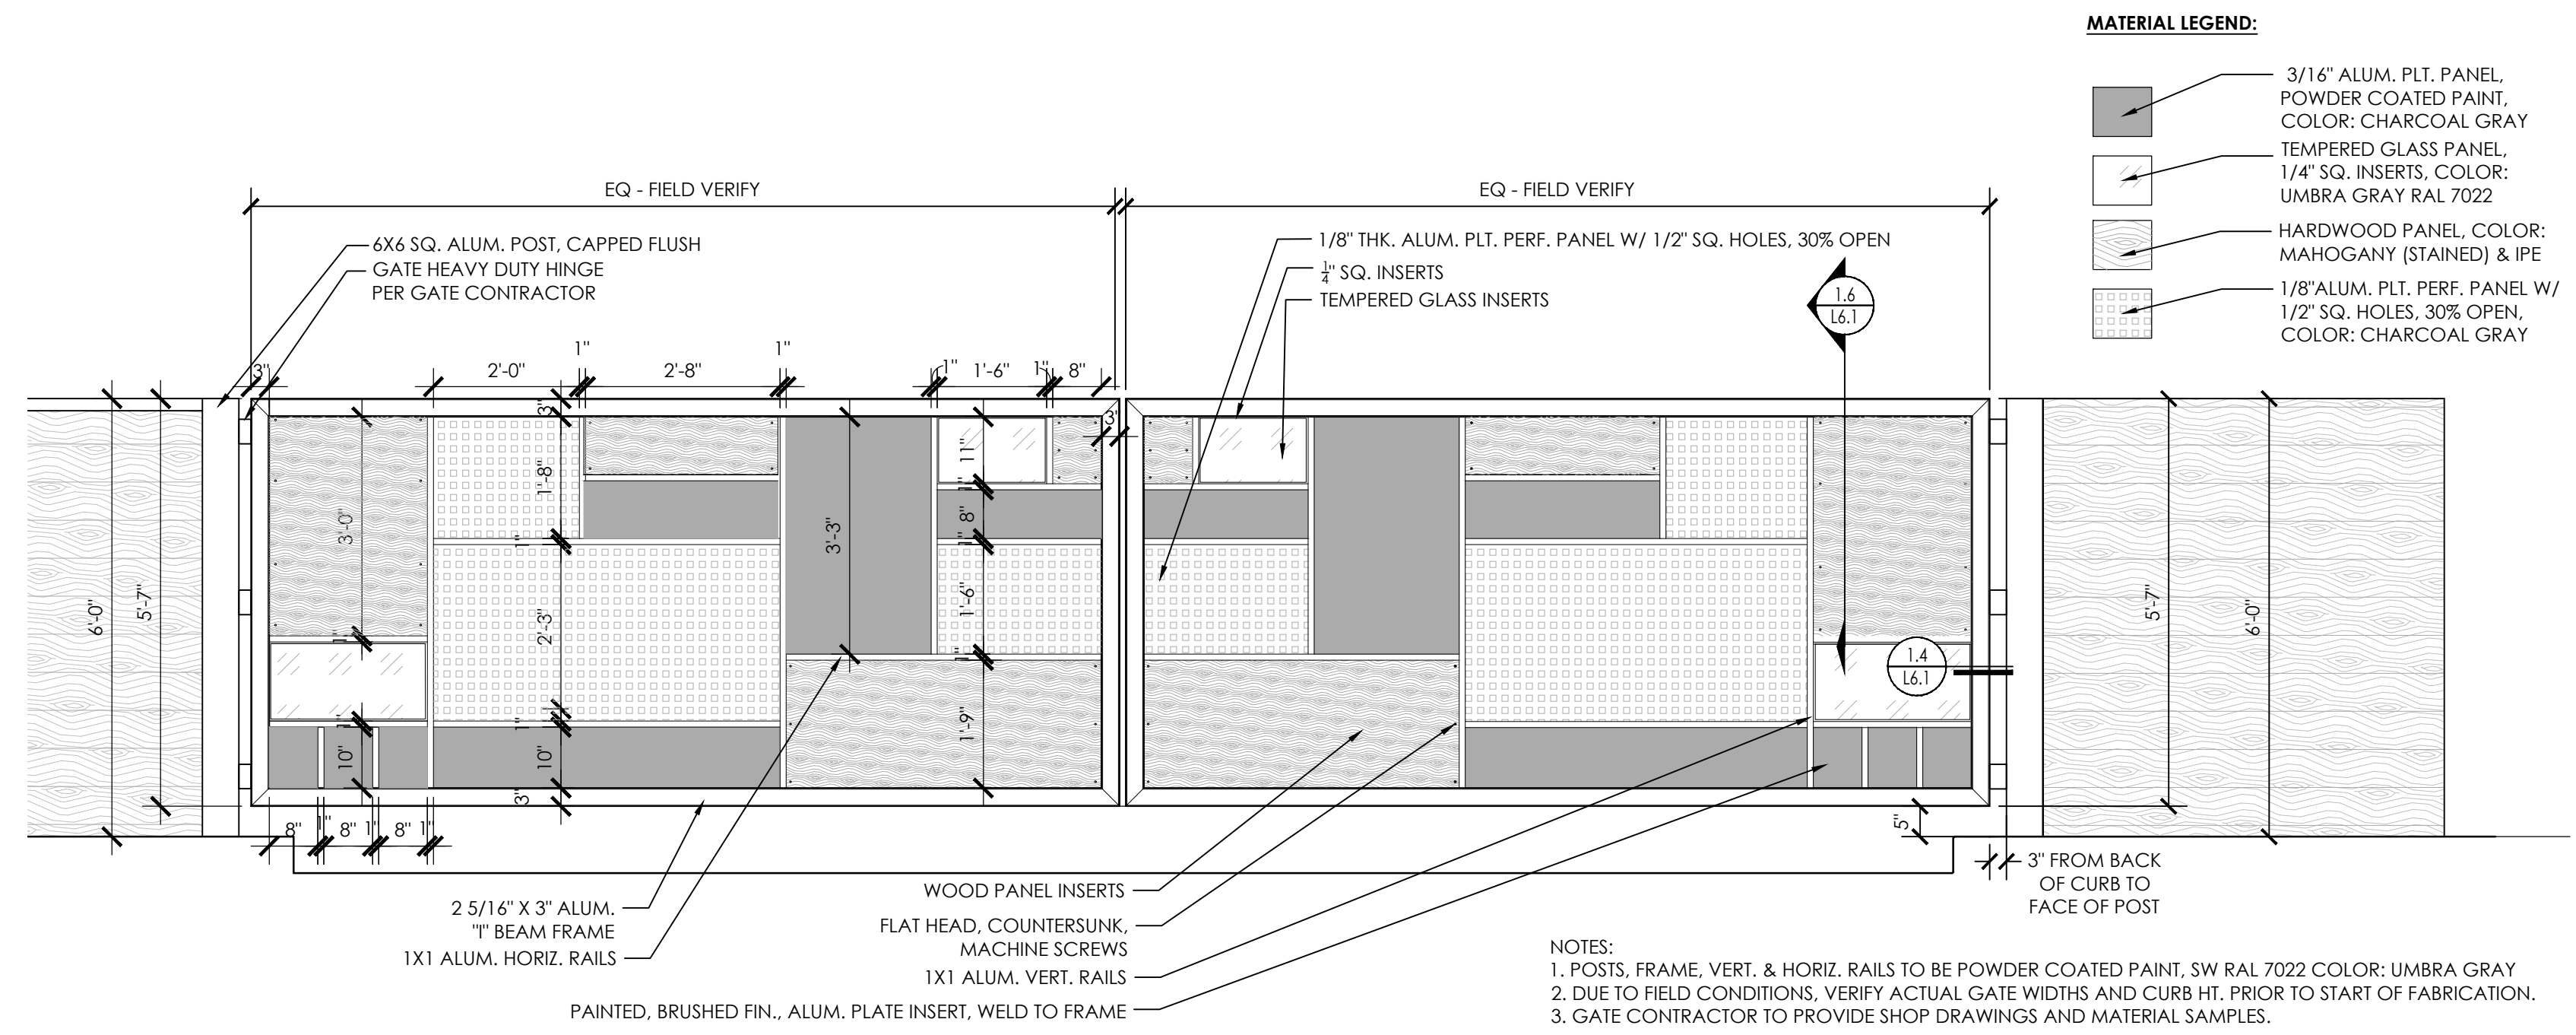 MATERIAL LEGEND:
3/16" ALUM. PLT. PANEL,
POWDER COATED PAINT,
COLOR: CHARCOAL GRAY
TEMPERED GLASS PANEL,
1/4" SQ. INSERTS, COLOR:
UMBRA GRAY RAL 7022
HARDWOOD PANEL, COLOR:
MAHOGANY (STAINED) & IPE
1/8"ALUM. PLT. PERF. PANEL W/
1/2" SQ. HOLES, 30% OPEN,
COLOR: CHARCOAL GRAY
EQ - FIELD VERIFY
EQ - FIELD VERIFY
6X6 SQ. ALUM. POST, CAPPED FLUSH
GATE HEAVY DUTY HINGE
PER GATE CONTRACTOR
1/8" THK. ALUM. PLT. PERF. PANEL W/ 1/2" SQ. HOLES, 30% OPEN
1/4" SQ. INSERTS
TEMPERED GLASS INSERTS
1.6
L6.1
1" 1"
3" 2'-0" 2'-8" 1" 1'-6" 1" 8"
3"
3"
11"
1'-8"
1"
8"
3'-0"
3'-3"
1"
1"
1'-6"
6'-0"
5'-7"
2'-3"
1"
1"
1"
1"
1'-9"
10"
10"
3"
5'-7"
6'-0"
1.4
L6.1
8" 1" 8" 1" 8" 1"
5"
3" FROM BACK
OF CURB TO
FACE OF POST
2 5/16" X 3" ALUM.
"I" BEAM FRAME
1X1 ALUM. HORIZ. RAILS
WOOD PANEL INSERTS
FLAT HEAD, COUNTERSUNK,
MACHINE SCREWS
1X1 ALUM. VERT. RAILS
PAINTED, BRUSHED FIN., ALUM. PLATE INSERT, WELD TO FRAME
NOTES:
1. POSTS, FRAME, VERT. & HORIZ. RAILS TO BE POWDER COATED PAINT, SW RAL 7022 COLOR: UMBRA GRAY
2. DUE TO FIELD CONDITIONS, VERIFY ACTUAL GATE WIDTHS AND CURB HT. PRIOR TO START OF FABRICATION.
3. GATE CONTRACTOR TO PROVIDE SHOP DRAWINGS AND MATERIAL SAMPLES.